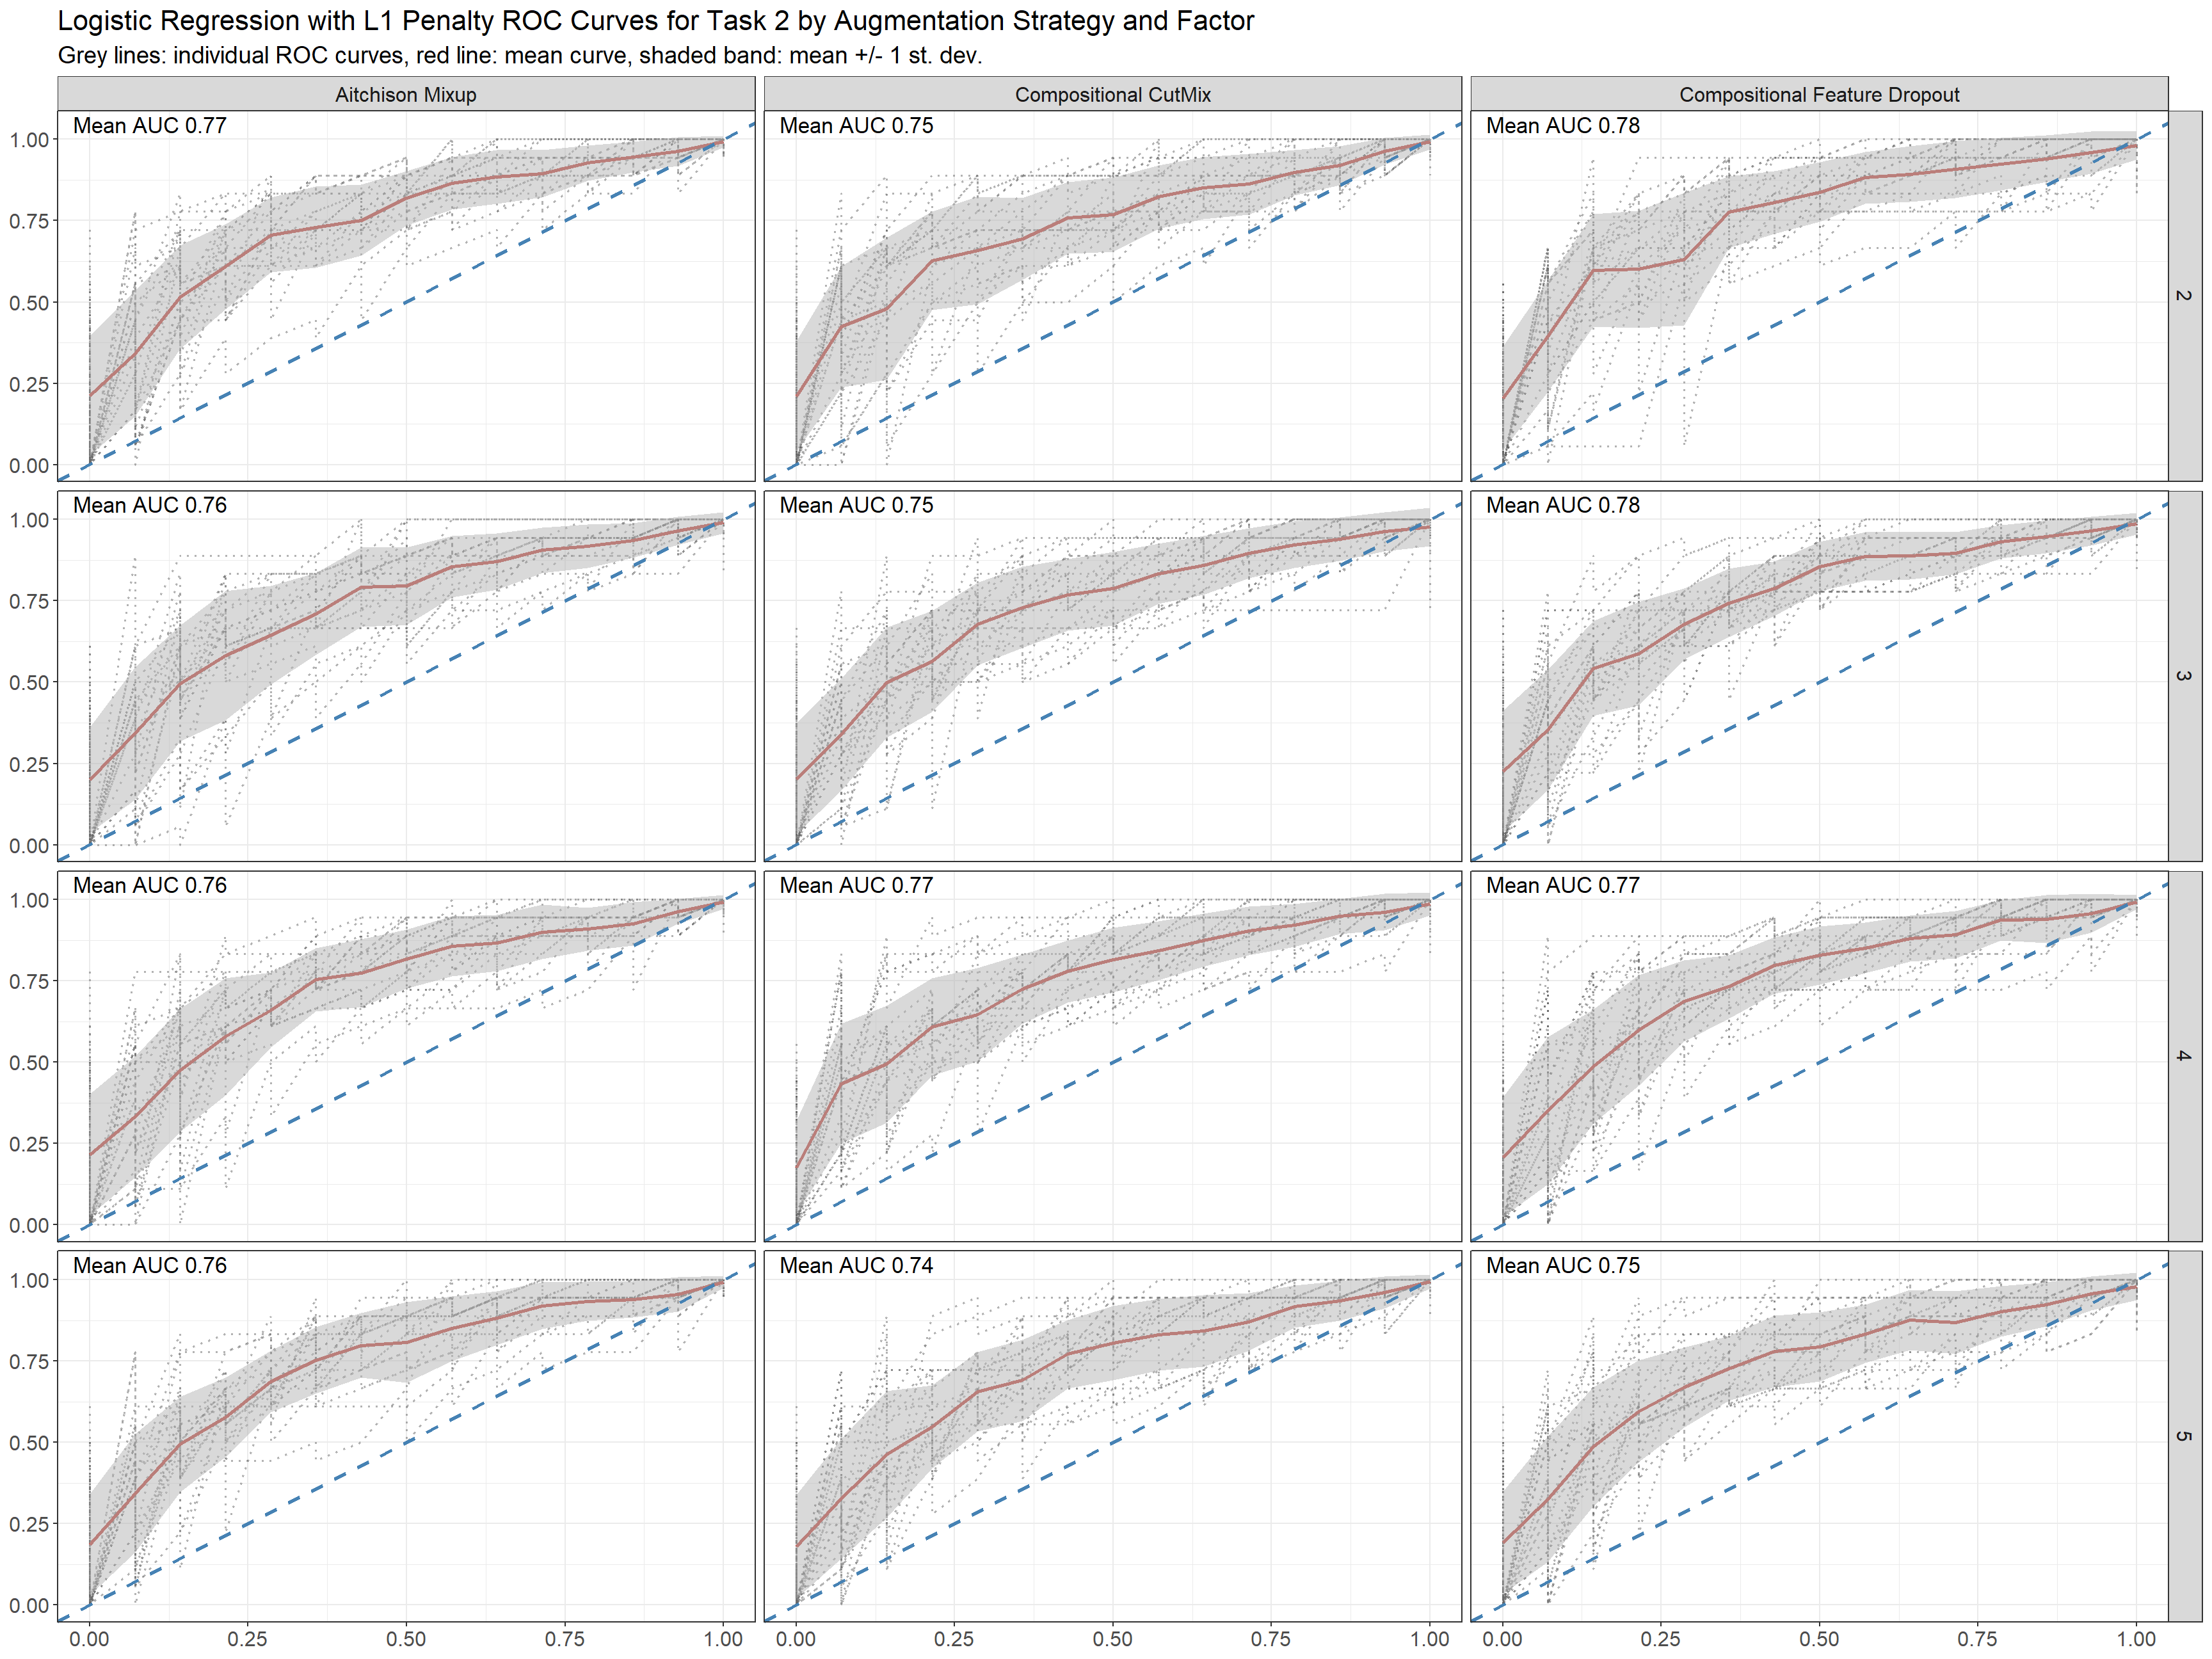 Logistic Regression with L1 Penalty ROC Curves for Task 2 by Augmentation Strategy and Factor
Grey lines: individual ROC curves, red line: mean curve, shaded band: mean +/- 1 st. dev.
Aitchison Mixup
Compositional CutMix
Compositional Feature Dropout
Mean AUC 0.77
Mean AUC 0.75
Mean AUC 0.78
1.00
0.75
0.50
0.25
0.00
2
Mean AUC 0.76
Mean AUC 0.75
Mean AUC 0.78
1.00
0.75
0.50
0.25
0.00
3
Mean AUC 0.76
Mean AUC 0.77
Mean AUC 0.77
1.00
0.75
0.50
0.25
0.00
4
Mean AUC 0.76
Mean AUC 0.74
Mean AUC 0.75
1.00
0.75
0.50
0.25
0.00
5
0.00 0.25 0.50 0.75 1.00
0.00 0.25 0.50 0.75 1.00
0.00 0.25 0.50 0.75 1.00